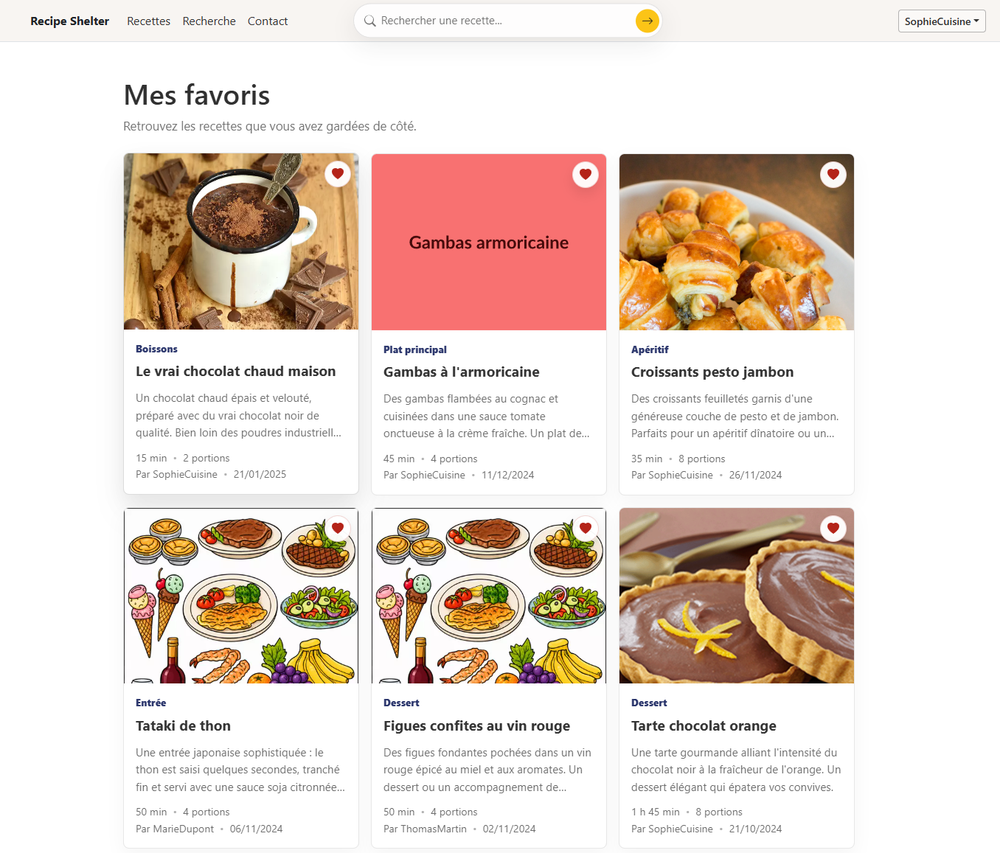 Recipe Shelter Recettes Recherche Contact Rechercher une recette... SophieCuisine
Mes favoris
Retrouvez les recettes que vous avez gardées de côté.
Boissons
Le vrai chocolat chaud maison
Un chocolat chaud épais et velouté,
préparé avec du vrai chocolat noir de
qualité. Bien loin des poudres industriell...
15 min • 2 portions
Par SophieCuisine • 21/01/2025
Gambas armoricaine
Plat principal
Gambas à l'armoricaine
Des gambas flambées au cognac et
cuisinées dans une sauce tomate
onctueuse à la crème fraîche. Un plat de...
45 min • 4 portions
Par SophieCuisine • 11/12/2024
Apéritif
Croissants pesto jambon
Des croissants feuilletés garnis d'une
généreuse couche de pesto et de jambon.
Parfaits pour un apéritif dînatoire ou un...
35 min • 8 portions
Par SophieCuisine • 26/11/2024
Entrée
Tataki de thon
Une entrée japonaise sophistiquée : le
thon est saisi quelques secondes, tranché
fin et servi avec une sauce soja citronnée...
50 min • 4 portions
Par MarieDupont • 06/11/2024
Dessert
Figues confites au vin rouge
Des figues fondantes pochées dans un vin
rouge épicé au miel et aux aromates. Un
dessert ou un accompagnement de...
50 min • 4 portions
Par ThomasMartin • 02/11/2024
Dessert
Tarte chocolat orange
Une tarte gourmande alliant l'intensité du
chocolat noir à la fraîcheur de l'orange. Un
dessert élégant qui épatera vos convives.
1 h 45 min • 8 portions
Par SophieCuisine • 21/10/2024